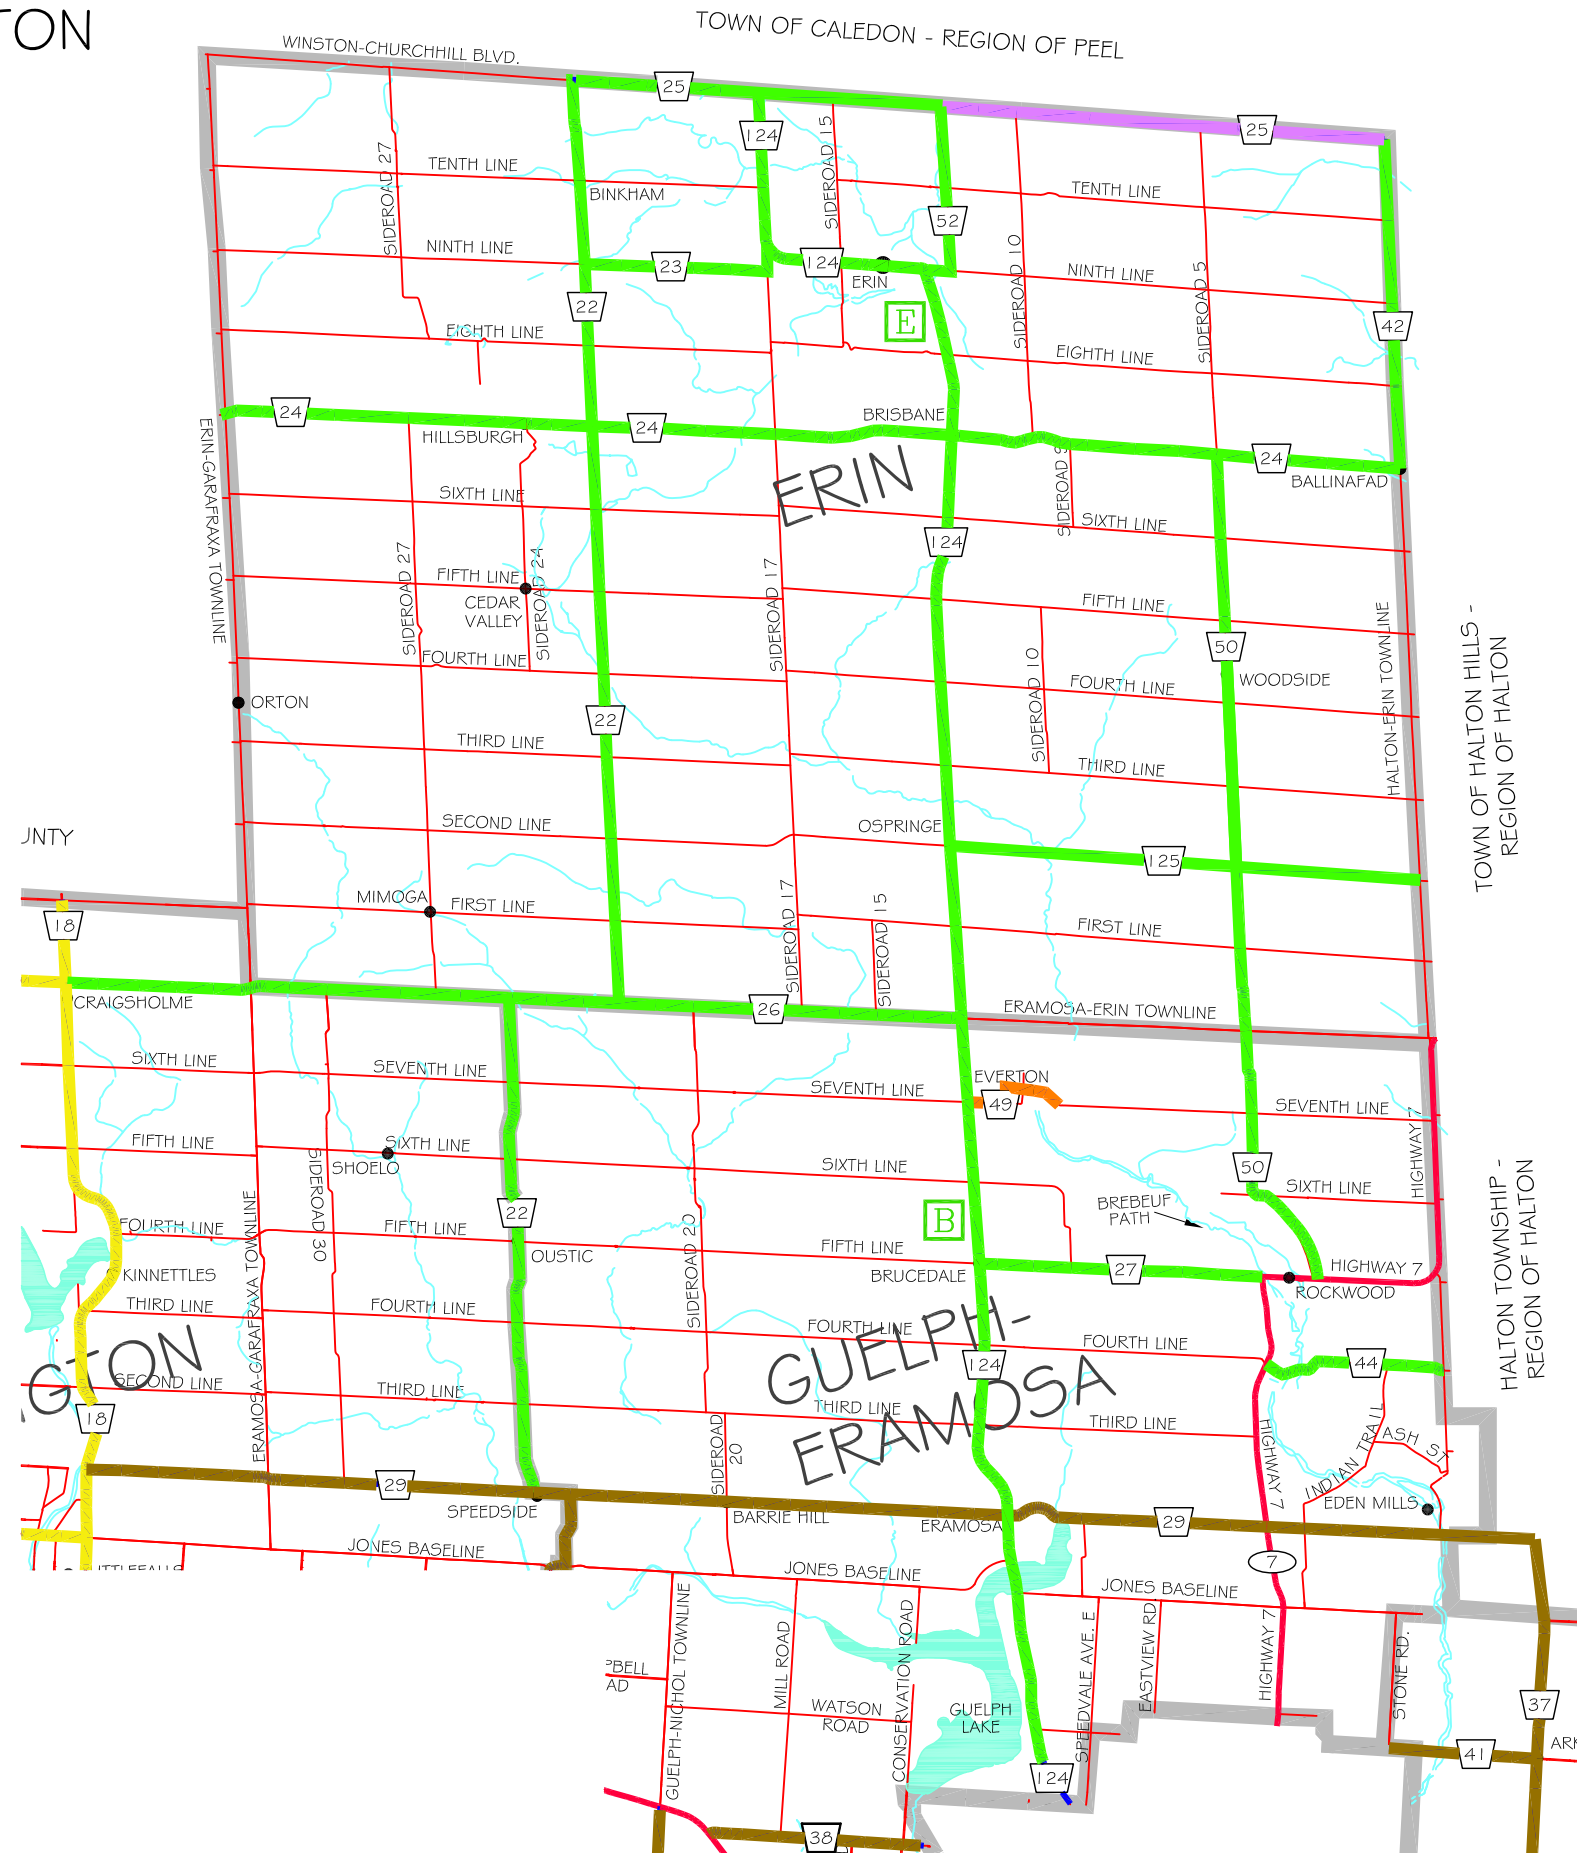 TON
TOWN OF CALEDON - REGION OF PEEL
WINSTON-CHURCHHILL BLVD.
25
124
SIDEROAD 15
25
SIDEROAD 27
TENTH LINE
BINKHAM
TENTH LINE
52
NINTH LINE
23
124
ERIN
SIDEROAD 10
NINTH LINE
SIDEROAD 5
22
E
42
EIGHTH LINE
EIGHTH LINE
24
HILLSBURGH
24
BRISBANE
24
BALLINAFAD
ERIN-GARAFRAXA TOWNLINE
ERIN
SIXTH LINE
SIDEROAD
SIXTH LINE
124
SIDEROAD 27
FIFTH LINE
CEDAR
VALLEY
SIDEROAD 24
SIDEROAD 17
FIFTH LINE
HALTON-ERIN TOWNLINE
TOWN OF HALTON HILLS -
REGION OF HALTON
50
FOURTH LINE
SIDEROAD 10
FOURTH LINE
WOODSIDE
ORTON
22
THIRD LINE
THIRD LINE
UNTY
SECOND LINE
OSPRINGE
125
MIMOGA
FIRST LINE
SIDEROAD 17
SIDEROAD 15
FIRST LINE
18
CRAIGSHOLME
26
ERAMOSA-ERIN TOWNLINE
SIXTH LINE
SEVENTH LINE
SEVENTH LINE
EVERTON
49
SEVENTH LINE
HIGHWAY 7
FIFTH LINE
SIXTH LINE
SHOELO
SIDEROAD 30
SIXTH LINE
50
SIXTH LINE
BREBEUF
PATH
HALTON TOWNSHIP -
REGION OF HALTON
FOURTH LINE
ERAMOSA-GARAFRAXA TOWNLINE
FIFTH LINE
22
OUSTIC
SIDEROAD 20
B
FIFTH LINE
BRUCEDALE
27
HIGHWAY 7
ROCKWOOD
KINNETTLES
THIRD LINE
FOURTH LINE
FOURTH LINE
FOURTH LINE
GTON
GUELPH-
ERAMOSA
124
44
SECOND LINE
THIRD LINE
THIRD LINE
THIRD LINE
18
SIDEROAD
20
HIGHWAY 7
INDIAN TRAIL
ASH ST
29
SPEEDSIDE
BARRIE HILL
ERAMOSA
29
EDEN MILLS
JONES BASELINE
JONES BASELINE
7
JONES BASELINE
GUELPH-NICHOL TOWNLINE
MILL ROAD
CONSERVATION ROAD
SPEEDVALE AVE. E
EASTVIEW RD.
HIGHWAY 7
STONE RD.
PBELL
AD
WATSON
ROAD
GUELPH
LAKE
37
41
ARK
124
38